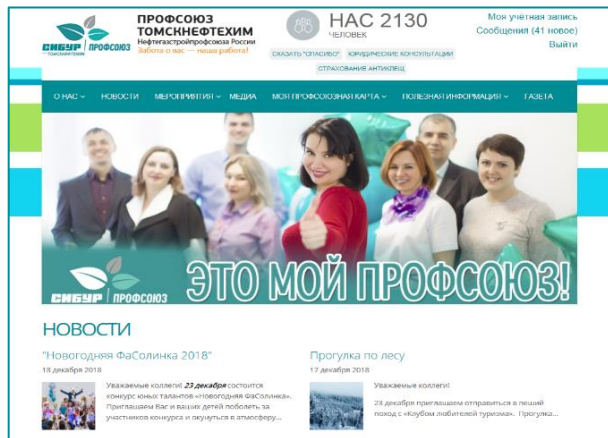 СИБУР
ТОМСКНЕФТЕХИМ
ПРОФСОЮЗ
ПРОФСОЮЗ
ТОМСКНЕФТЕХИМ
Нефтегазстройпрофсоюза России
Забота о вас — наша работа!
НАС 2130
ЧЕЛОВЕК
СКАЗАТЬ "СПАСИБО" ЮРИДИЧЕСКИЕ КОНСУЛЬТАЦИИ
СТРАХОВАНИЕ АНТИКЛЕЩ
Моя учётная запись
Сообщения (41 новое)
Выйти
О НАС НОВОСТИ МЕРОПРИЯТИЯ МЕДИА МОЯ ПРОФСОЮЗНАЯ КАРТА ПОЛЕЗНАЯ ИНФОРМАЦИЯ ГАЗЕТА
СИБУР ПРОФСОЮЗ
ЭТО МОЙ ПРОФСОЮЗ!
НОВОСТИ
"Новогодняя ФаСолинка 2018"
18 декабря 2018
Уважаемые коллеги! 23 декабря состоится
конкурс юных талантов «Новогодняя ФаСолинка».
Приглашаем Вас и ваших детей поболеть за
участников конкурса и окунуться в атмосферу...
Прогулка по лесу
17 декабря 2018
Уважаемые коллеги!
23 декабря приглашаем отправиться в пеший
поход с «Клубом любителей туризма». Прогулка...